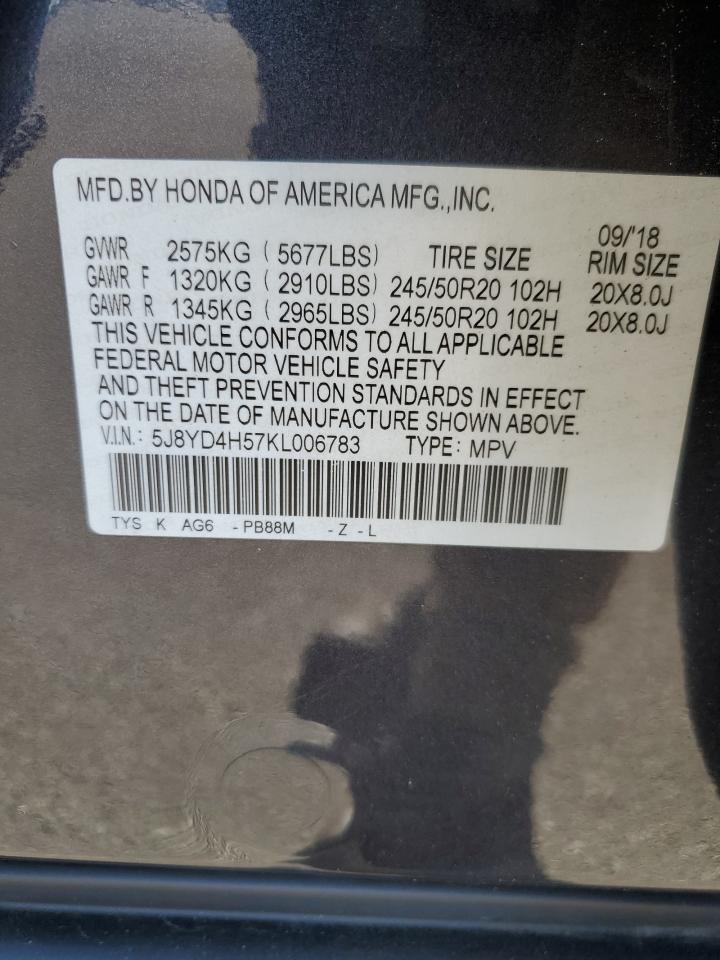 MFD.BY HONDA OF AMERICA MFG.,INC.
09/'18
GVWR 2575KG ( 5677LBS) TIRE SIZE RIM SIZE
GAWR F 1320KG ( 2910LBS) 245/50R20 102H 20X8.0J
GAWR R 1345KG ( 2965LBS) 245/50R20 102H 20X8.0J
THIS VEHICLE CONFORMS TO ALL APPLICABLE
FEDERAL MOTOR VEHICLE SAFETY
AND THEFT PREVENTION STANDARDS IN EFFECT
ON THE DATE OF MANUFACTURE SHOWN ABOVE.
V.I.N.: 5J8YD4H57KL006783 TYPE: MPV
TYS K AG6 -PB88M -Z -L